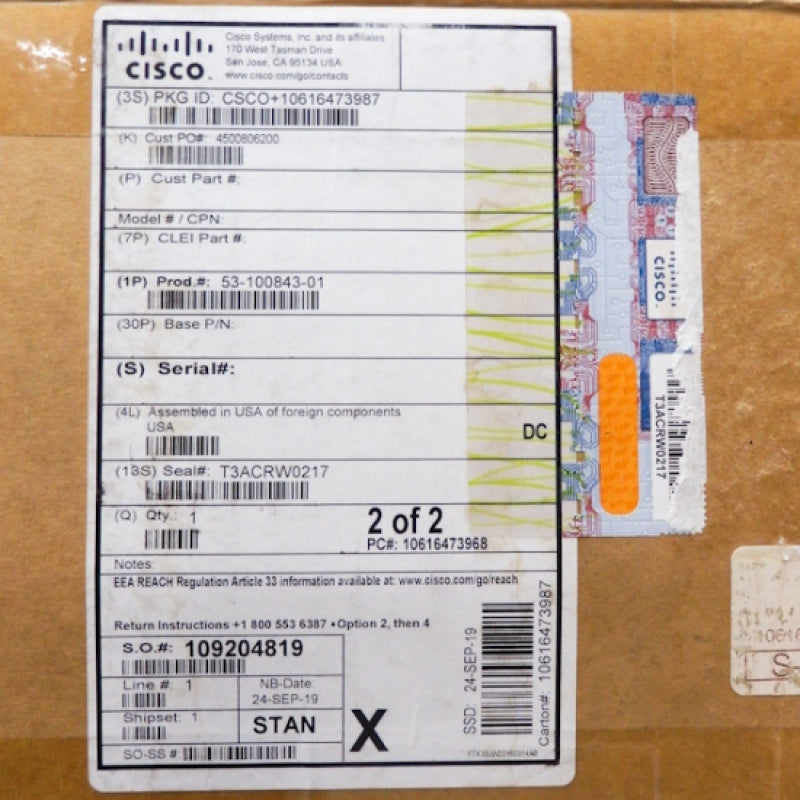 CISCO
Cisco Systems, Inc. and its affiliates
170 West Tasman Drive
San Jose, CA 95134 USA
www.cisco.com/go/contacts
(3S) PKG ID: CSCO+10616473987
(K) Cust PO#: 4500806200
(P) Cust Part #:
Model # / CPN:
(7P) CLEI Part #:
(1P) Prod.#: 53-100843-01
(30P) Base P/N:
(S) Serial#:
(4L) Assembled in USA of foreign components
USA
DC
(13S) Seal#: T3ACRW0217
(Q) Qty.: 1
2 of 2
PC#: 10616473968
Notes:
EEA REACH Regulation Article 33 information available at: www.cisco.com/go/reach
Return Instructions +1 800 553 6387 •Option 2, then 4
S.O.#: 109204819
Line #: 1
NB-Date:
24-SEP-19
Shipset: 1
STAN
X
SO-SS #
SSD: 24-SEP-19
Carton# 10616473987
CISCO.
T3ACRW0217
S